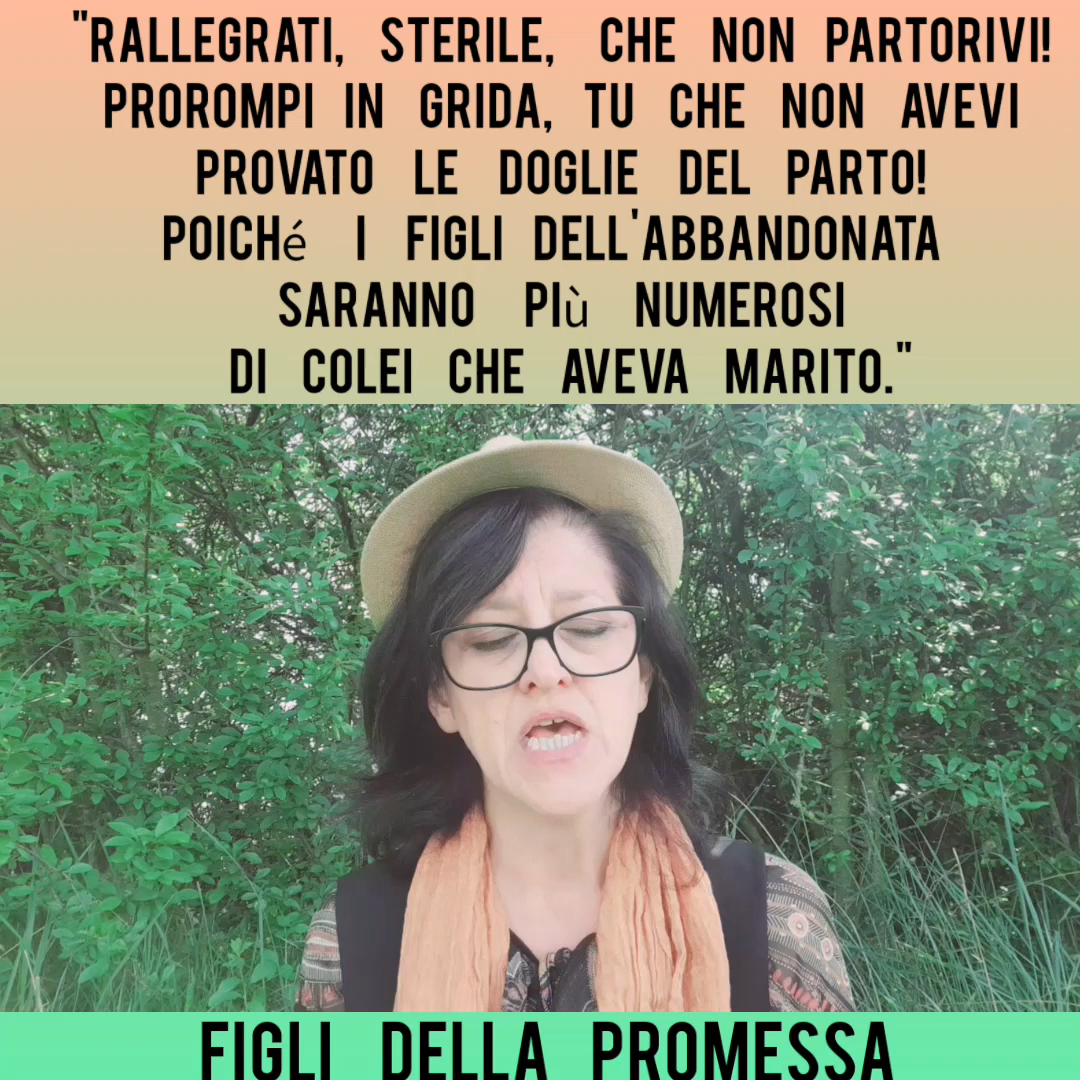 "RALLEGRATI, STERILE, CHE NON PARTORIVI!
PROROMPI IN GRIDA, TU CHE NON AVEVI
PROVATO LE DOGLIE DEL PARTO!
POICHé I FIGLI DELL'ABBANDONATA
SARANNO PIù NUMEROSI
DI COLEI CHE AVEVA MARITO."
FIGLI DELLA PROMESSA